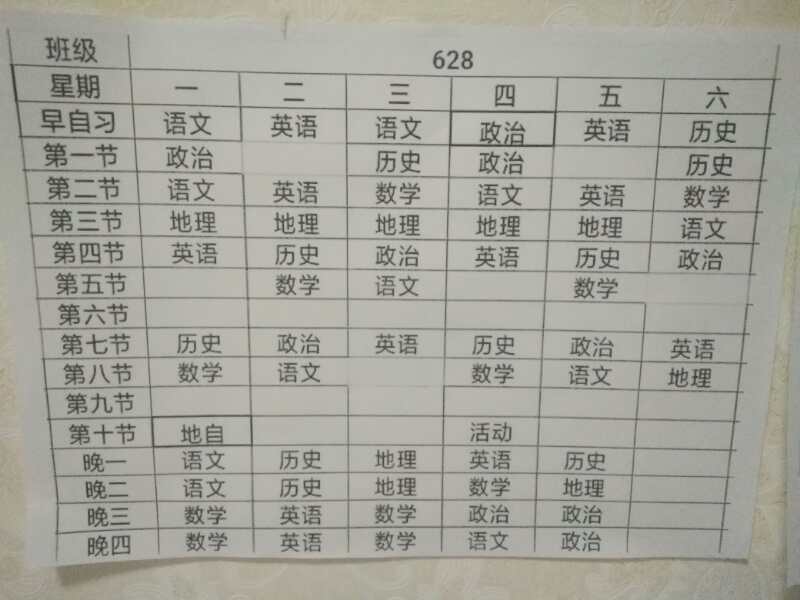 班级 628
星期 一 二 三 四 五 六
早自习 语文 英语 语文 政治 英语 历史
第一节 政治 历史 政治 历史
第二节 语文 英语 数学 语文 英语 数学
第三节 地理 地理 地理 地理 地理 语文
第四节 英语 历史 政治 英语 历史 政治
第五节 数学 语文 数学
第六节
第七节 历史 政治 英语 历史 政治 英语
第八节 数学 语文 数学 语文 地理
第九节
第十节 地自 活动
晚一 语文 历史 地理 英语 历史
晚二 语文 历史 地理 数学 地理
晚三 数学 英语 数学 政治 政治
晚四 数学 英语 数学 语文 政治